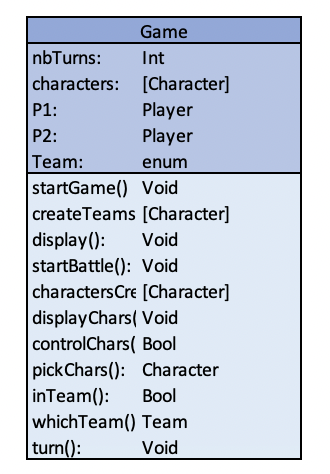 Game
nbTurns: Int
characters: [Character]
P1: Player
P2: Player
Team: enum
startGame() Void
createTeams [Character]
display(): Void
startBattle(): Void
charactersCre [Character]
displayChars( Void
controlChars( Bool
pickChars(): Character
inTeam(): Bool
whichTeam() Team
turn(): Void